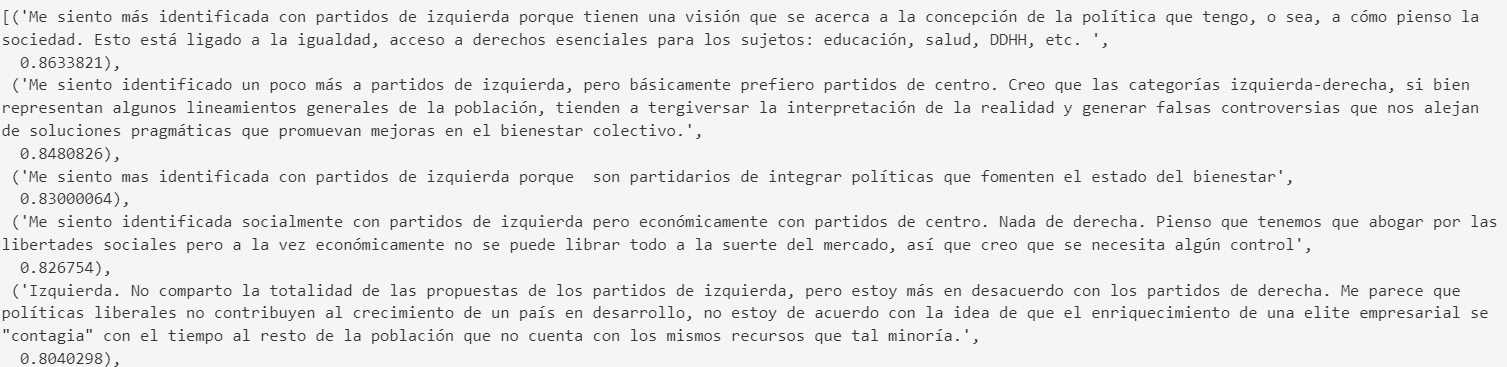 [('Me siento más identificada con partidos de izquierda porque tienen una visión que se acerca a la concepción de la política que tengo, o sea, a cómo pienso la
sociedad. Esto está ligado a la igualdad, acceso a derechos esenciales para los sujetos: educación, salud, DDHH, etc. ',
0.8633821),
('Me siento identificado un poco más a partidos de izquierda, pero básicamente prefiero partidos de centro. Creo que las categorías izquierda-derecha, si bien
representan algunos lineamientos generales de la población, tienden a tergiversar la interpretación de la realidad y generar falsas controversias que nos alejan
de soluciones pragmáticas que promuevan mejoras en el bienestar colectivo.',
0.8480826),
('Me siento mas identificada con partidos de izquierda porque  son partidarios de integrar políticas que fomenten el estado del bienestar',
0.83000064),
('Me siento identificada socialmente con partidos de izquierda pero económicamente con partidos de centro. Nada de derecha. Pienso que tenemos que abogar por las
libertades sociales pero a la vez económicamente no se puede librar todo a la suerte del mercado, así que creo que se necesita algún control',
0.826754),
('Izquierda. No comparto la totalidad de las propuestas de los partidos de izquierda, pero estoy más en desacuerdo con los partidos de derecha. Me parece que
políticas liberales no contribuyen al crecimiento de un país en desarrollo, no estoy de acuerdo con la idea de que el enriquecimiento de una elite empresarial se
"contagia" con el tiempo al resto de la población que no cuenta con los mismos recursos que tal minoría.',
0.8040298),